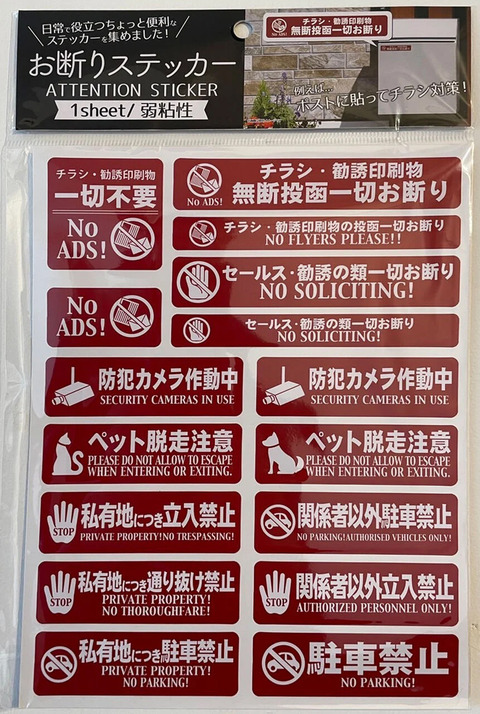 日常で役立つちょっと便利な
ステッカーを集めました!
お断りステッカー
ATTENTION STICKER
1sheet/弱粘性
NO ADS!
チラシ・勧誘印刷物
無断投函一切お断り
例えば…
ポストに貼ってチラシ対策!
チラシ・勧誘印刷物
一切不要
No
ADS!
No ADS!
チラシ・勧誘印刷物
無断投函一切お断り
チラシ・勧誘印刷物の投函一切お断り
NO FLYERS PLEASE!!
セールス・勧誘の類一切お断り
NO SOLICITING!
No
ADS!
セールス・勧誘の類一切お断り
NO SOLICITING!
防犯カメラ作動中
SECURITY CAMERAS IN USE
防犯カメラ作動中
SECURITY CAMERAS IN USE
ペット脱走注意
PLEASE DO NOT ALLOW TO ESCAPE
WHEN ENTERING OR EXITING.
ペット脱走注意
PLEASE DO NOT ALLOW TO ESCAPE
WHEN ENTERING OR EXITING.
STOP
私有地につき立入禁止
PRIVATE PROPERTY!NO TRESPASSING!
関係者以外駐車禁止
NO PARKING!AUTHORISED VEHICLES ONLY!
STOP
私有地につき通り抜け禁止
PRIVATE PROPERTY!
NO THOROUGHFARE!
STOP
関係者以外立入禁止
AUTHORIZED PERSONNEL ONLY!
私有地につき駐車禁止
PRIVATE PROPERTY!
NO PARKING!
駐車禁止
NO PARKING!